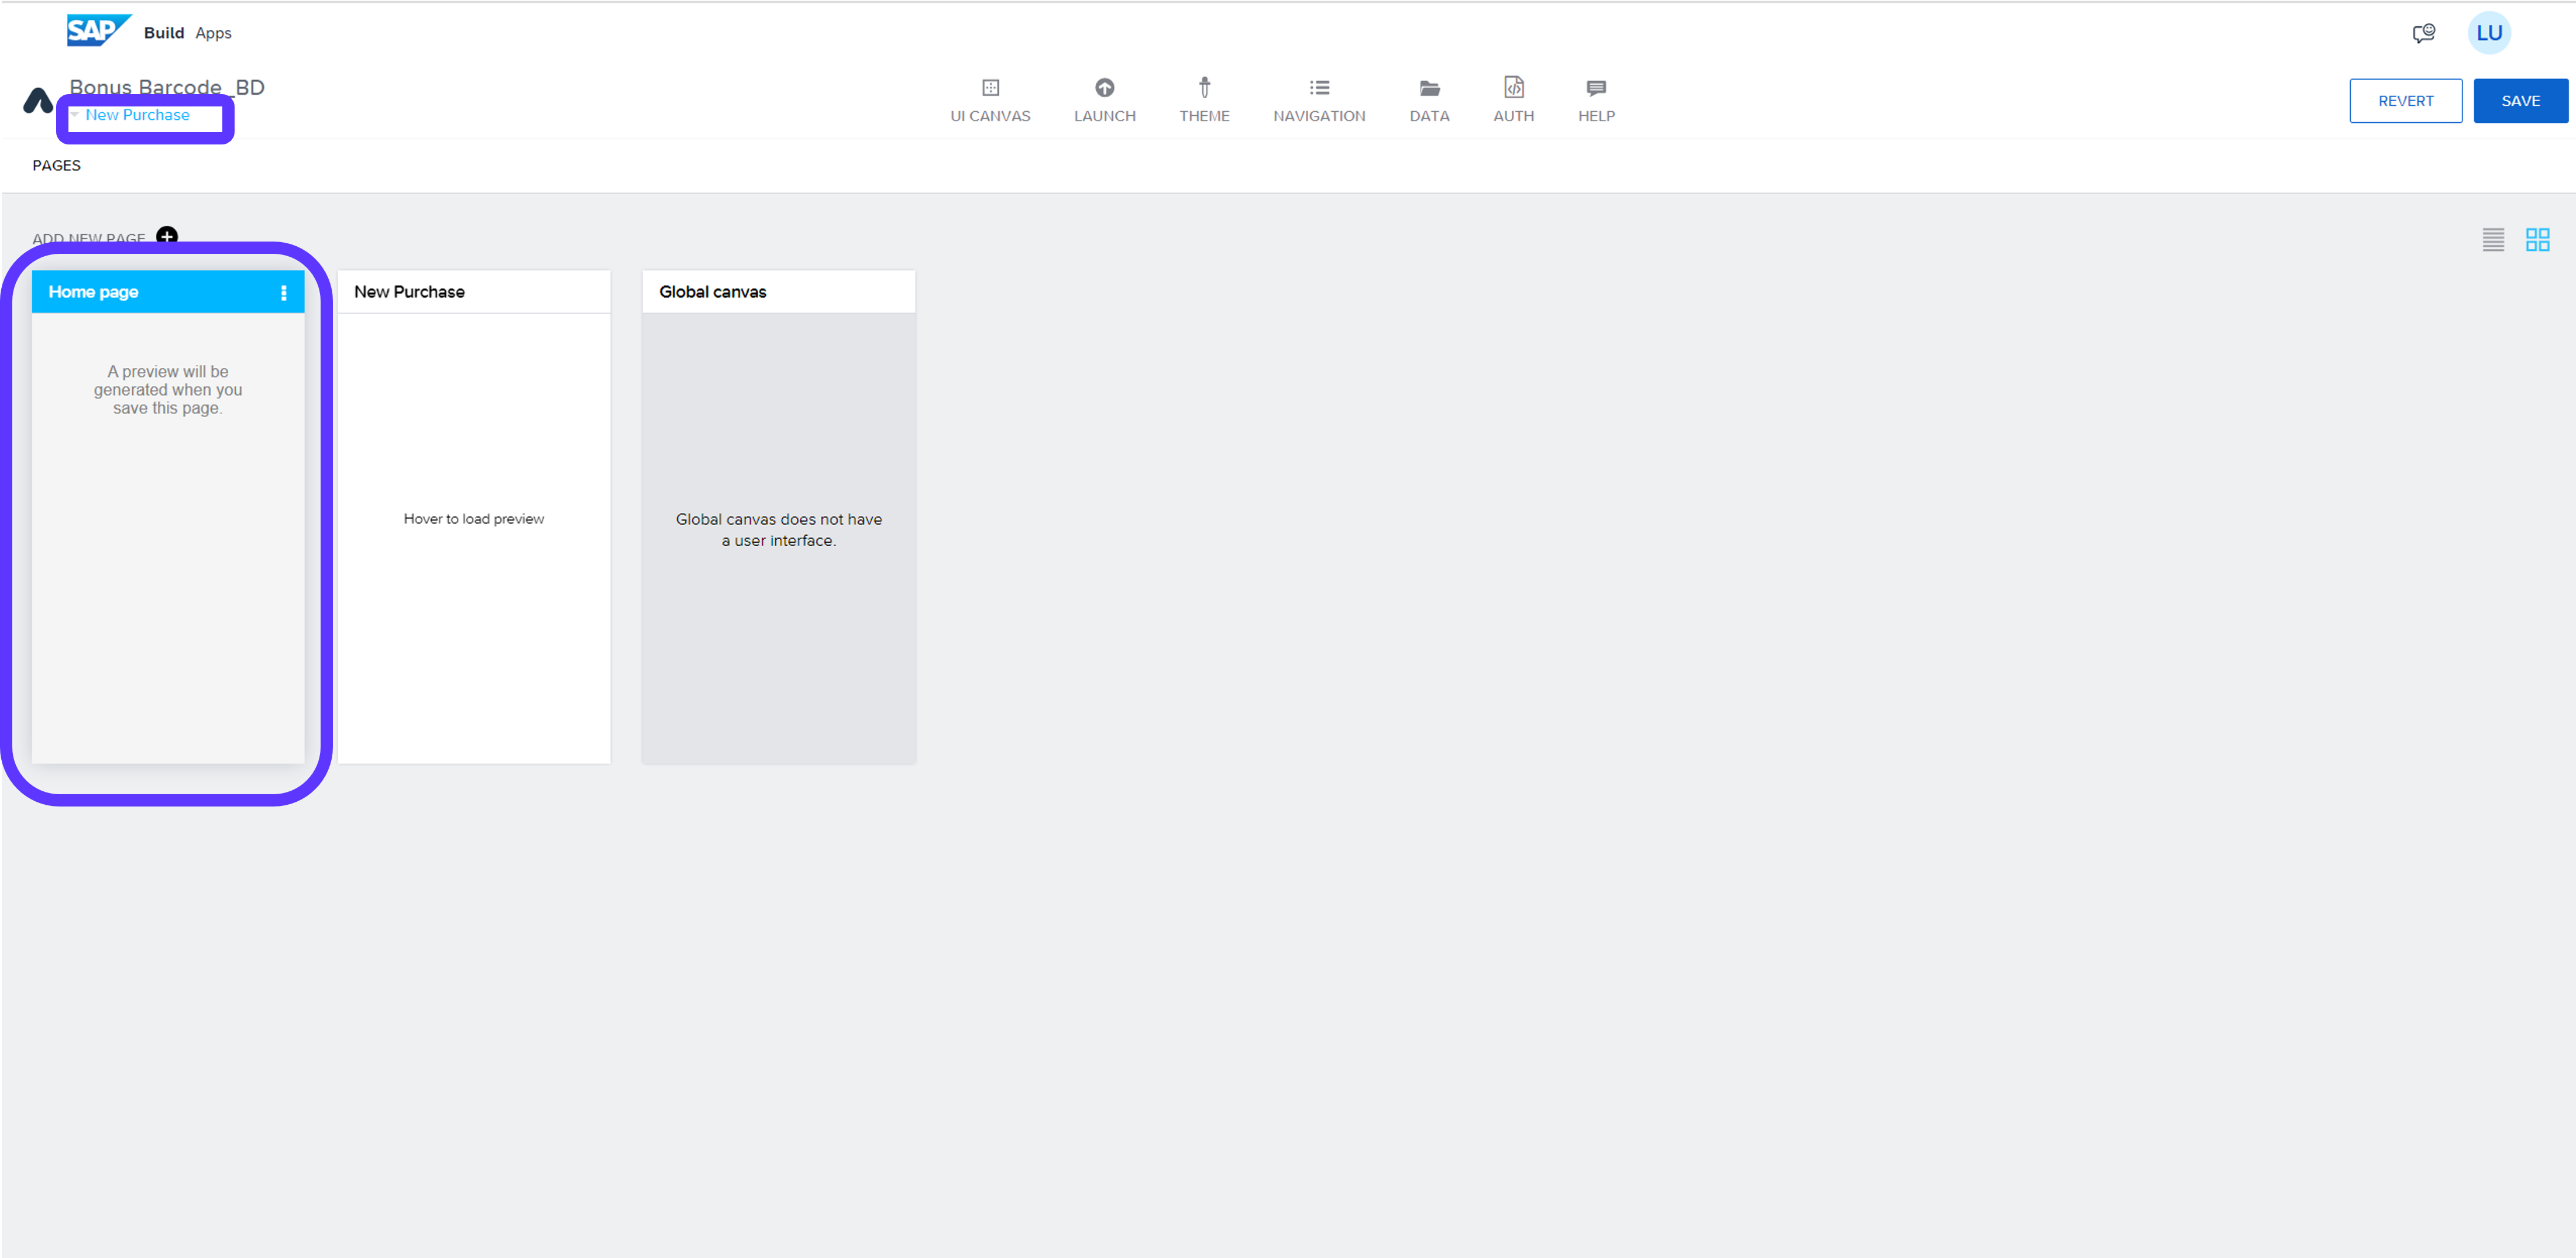 SAP Build Apps
LU
Bonus Barcode_BD
New Purchase
UI CANVAS
LAUNCH
THEME
NAVIGATION
DATA
AUTH
HELP
REVERT
SAVE
PAGES
ADD NEW PAGE
Home page
New Purchase
Global canvas
A preview will be
generated when you
save this page.
Hover to load preview
Global canvas does not have
a user interface.